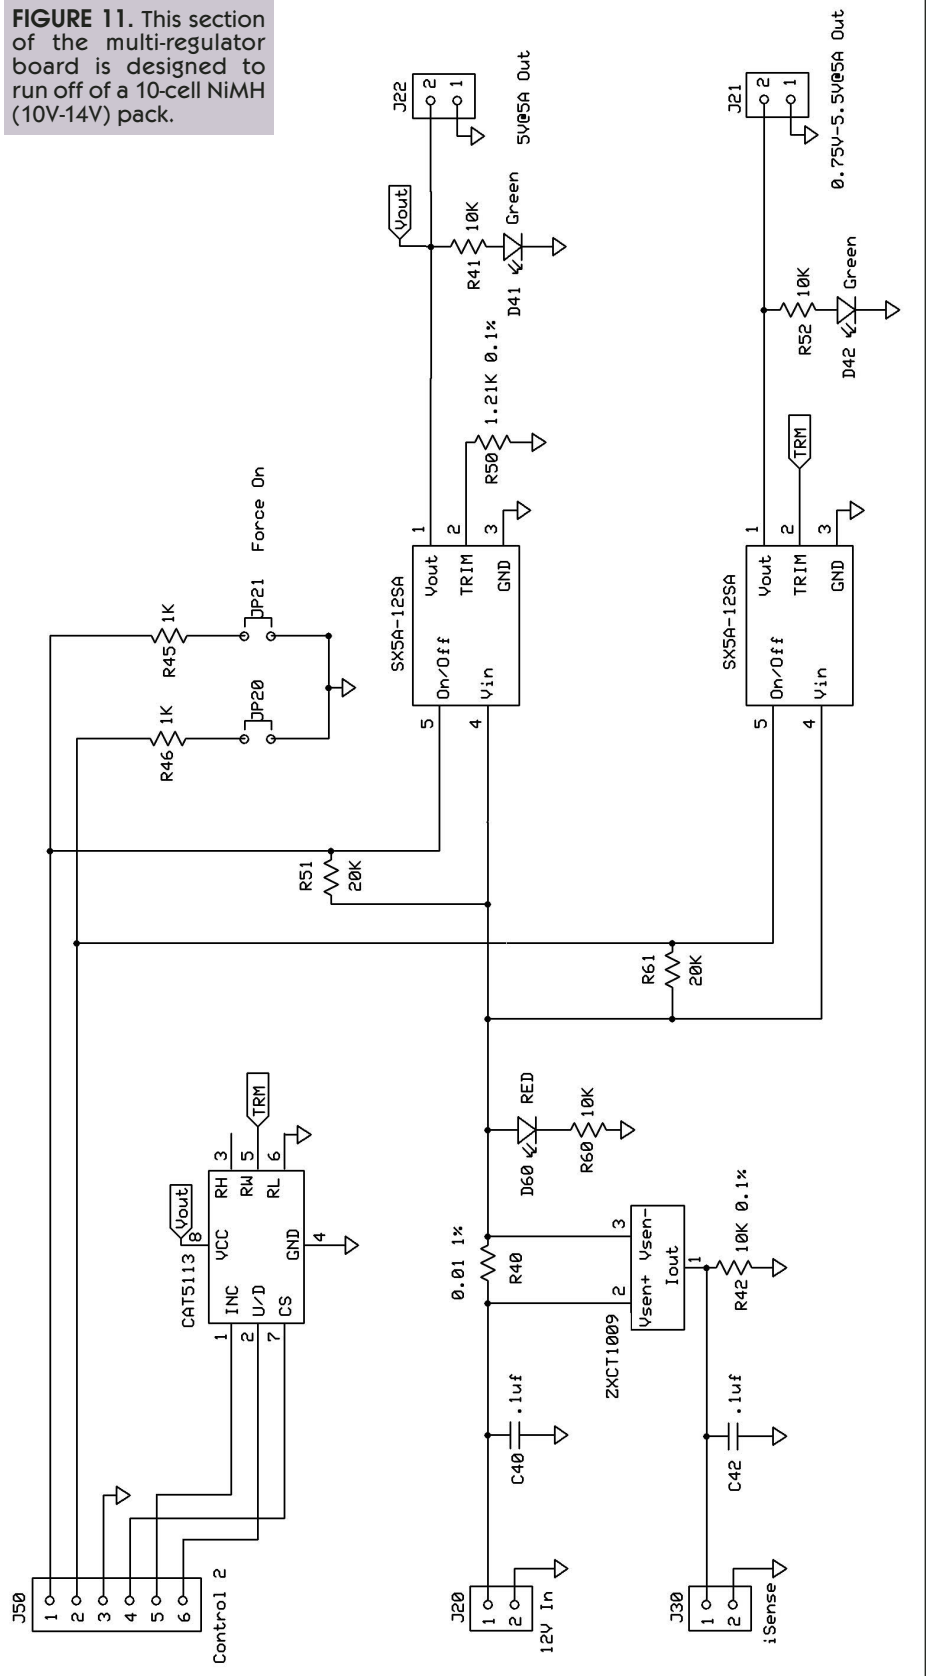 FIGURE 11. This section
of the multi-regulator
board is designed to
run off of a 10-cell NiMH
(10V-14V) pack.
J22
2
1
5V@5A Out
Vout
R41
10K
D41
Green
R50
1.21K 0.1%
SX5A-12SA
1
2
3
Vout
TRIM
GND
On/Off
Vin
5
4
J21
2
1
0.75V-5.5V@5A Out
R52
10K
D42
Green
TRM
SX5A-12SA
1
2
3
Vout
TRIM
GND
On/Off
Vin
5
4
Force On
JP21
R45
1K
JP20
R46
1K
R51
20K
R61
20K
TRM
Vout
CAT5113
8
3
5
6
RH
RW
RL
VCC
GND
4
INC
U/D
CS
1
2
7
D60
RED
R60
10K
0.01 1%
R40
ZXCT1009
2
3
Vsen+ Vsen-
Iout
1
R42
10K 0.1%
C40
.1uf
C42
.1uf
J50
1
2
3
4
5
6
Control 2
J20
1
2
12V In
J30
1
2
iSense